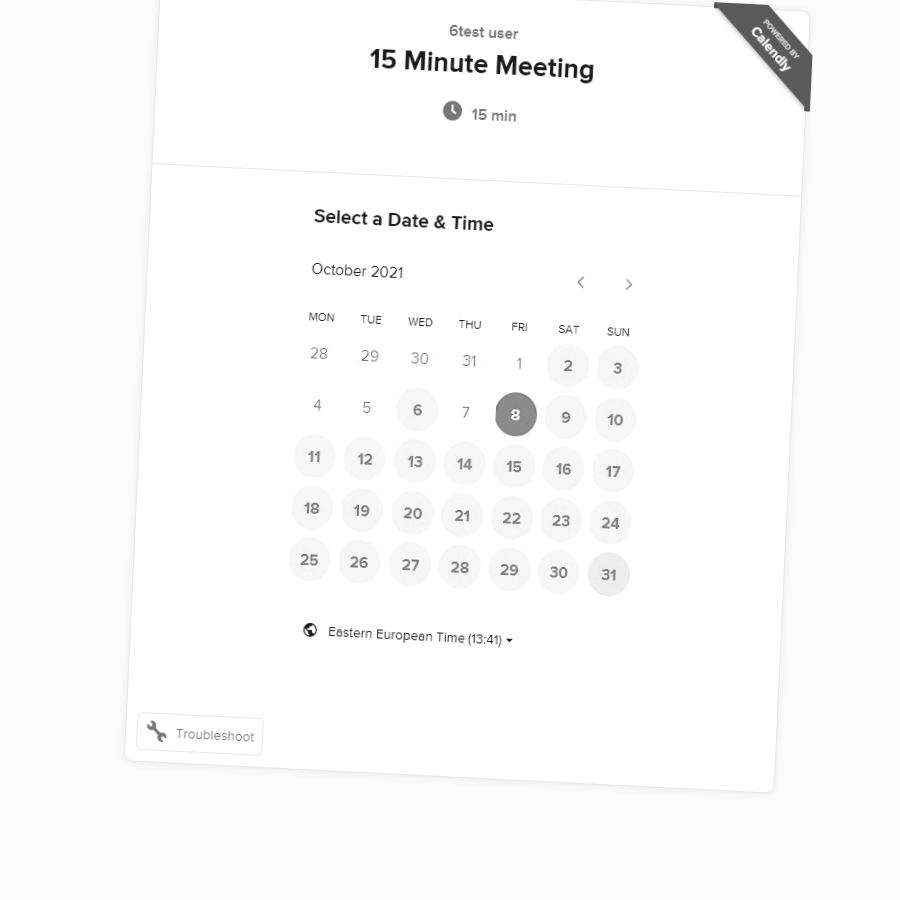 6test user
15 Minute Meeting
15 min
POWERED BY
Calendly
Select a Date & Time
October 2021
MON TUE WED THU FRI SAT SUN
28 29 30 31 1 2 3
4 5 6 7 8 9 10
11 12 13 14 15 16 17
18 19 20 21 22 23 24
25 26 27 28 29 30 31
Eastern European Time (13:41)
Troubleshoot